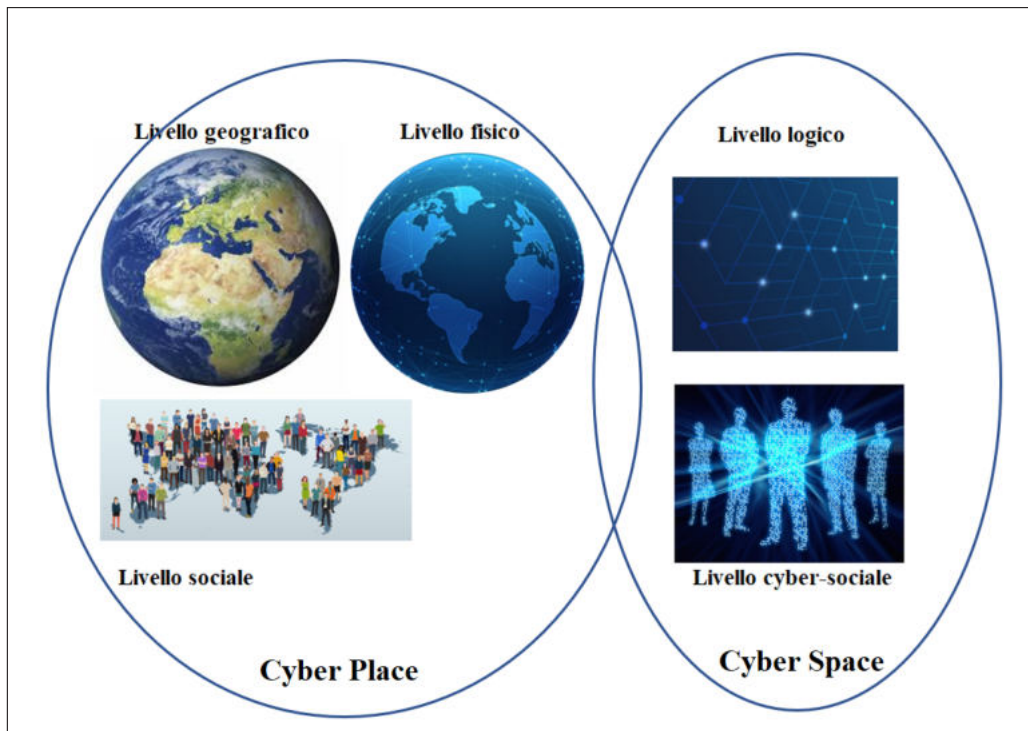 Livello geografico
Livello fisico
Livello logico
Livello sociale
Livello cyber-sociale
Cyber Place
Cyber Space